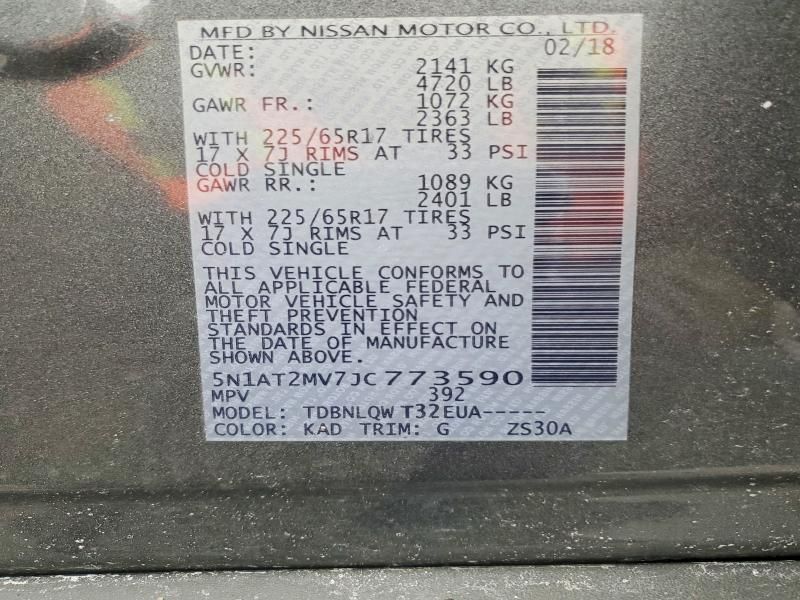 MFD BY NISSAN MOTOR CO., LTD.
DATE: 02/18
GVWR: 2141 KG
4720 LB
GAWR FR.: 1072 KG
2363 LB
WITH 225/65R17 TIRES
17 X 7J RIMS AT 33 PSI
COLD SINGLE
GAWR RR.: 1089 KG
2401 LB
WITH 225/65R17 TIRES
17 X 7J RIMS AT 33 PSI
COLD SINGLE
THIS VEHICLE CONFORMS TO
ALL APPLICABLE FEDERAL
MOTOR VEHICLE SAFETY AND
THEFT PREVENTION
STANDARDS IN EFFECT ON
THE DATE OF MANUFACTURE
SHOWN ABOVE.
5N1AT2MV7JC773590
MPV 392
MODEL: TDBNLQW T32EUA-----
COLOR: KAD TRIM: G ZS30A